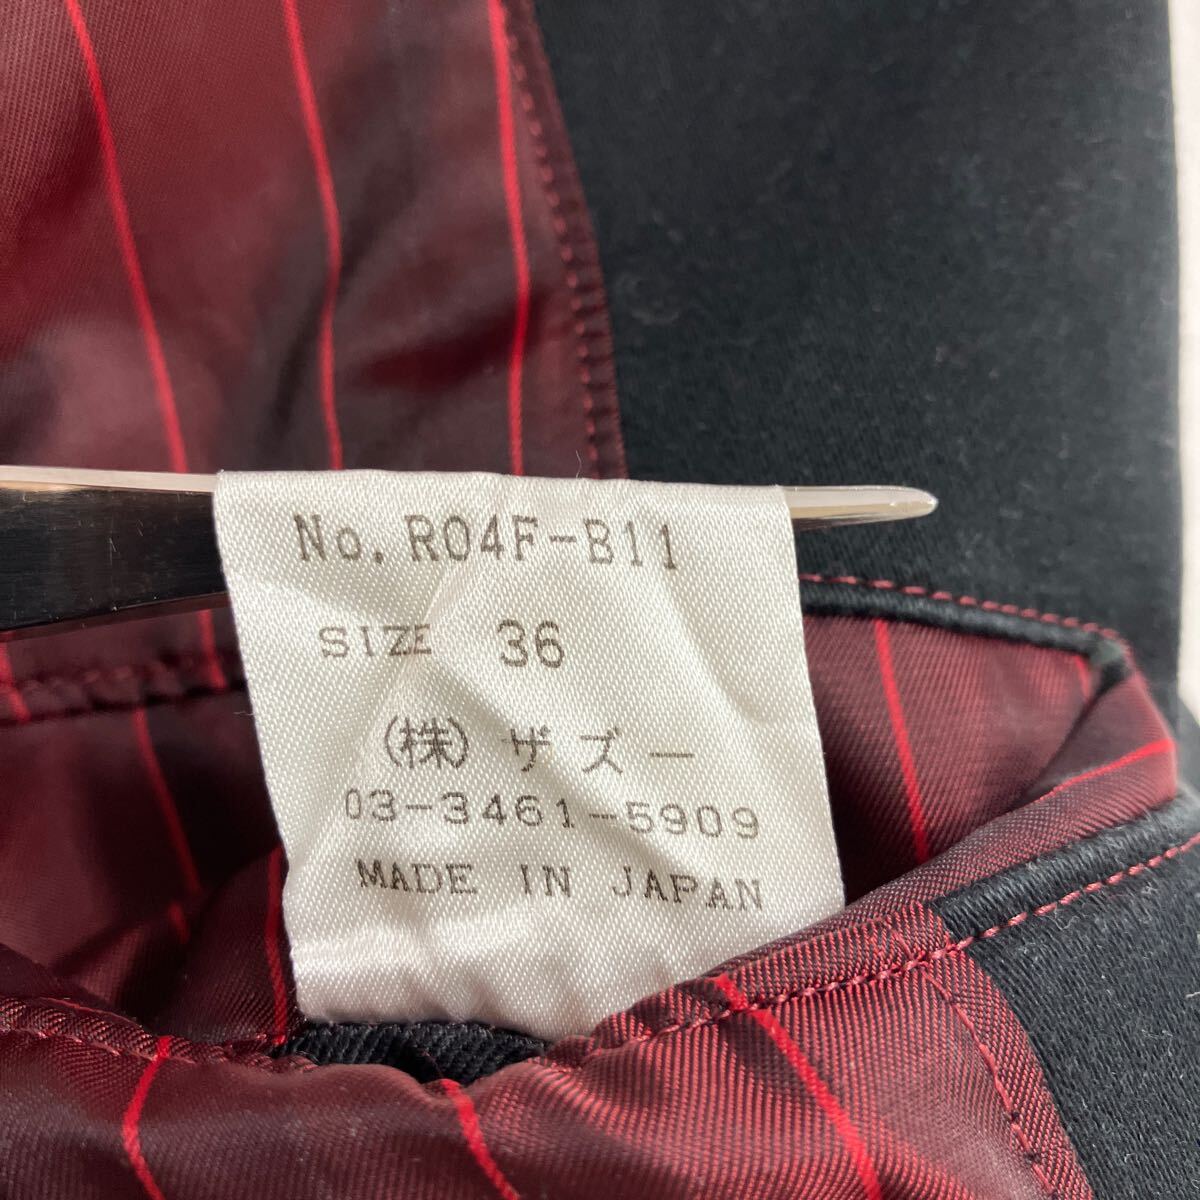 No. R04F-B11
SIZE 36
(株)ザズー
03-3461-5909
MADE IN JAPAN